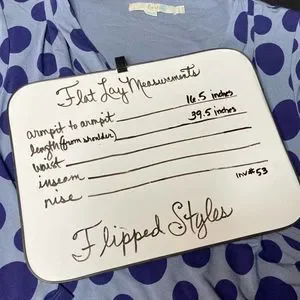 Flat Lay Measurements
armpit to armpit 16.5 inches
length (from shoulder) 39.5 inches
waist
inseam
rise
inv# 53
Flipped Styles